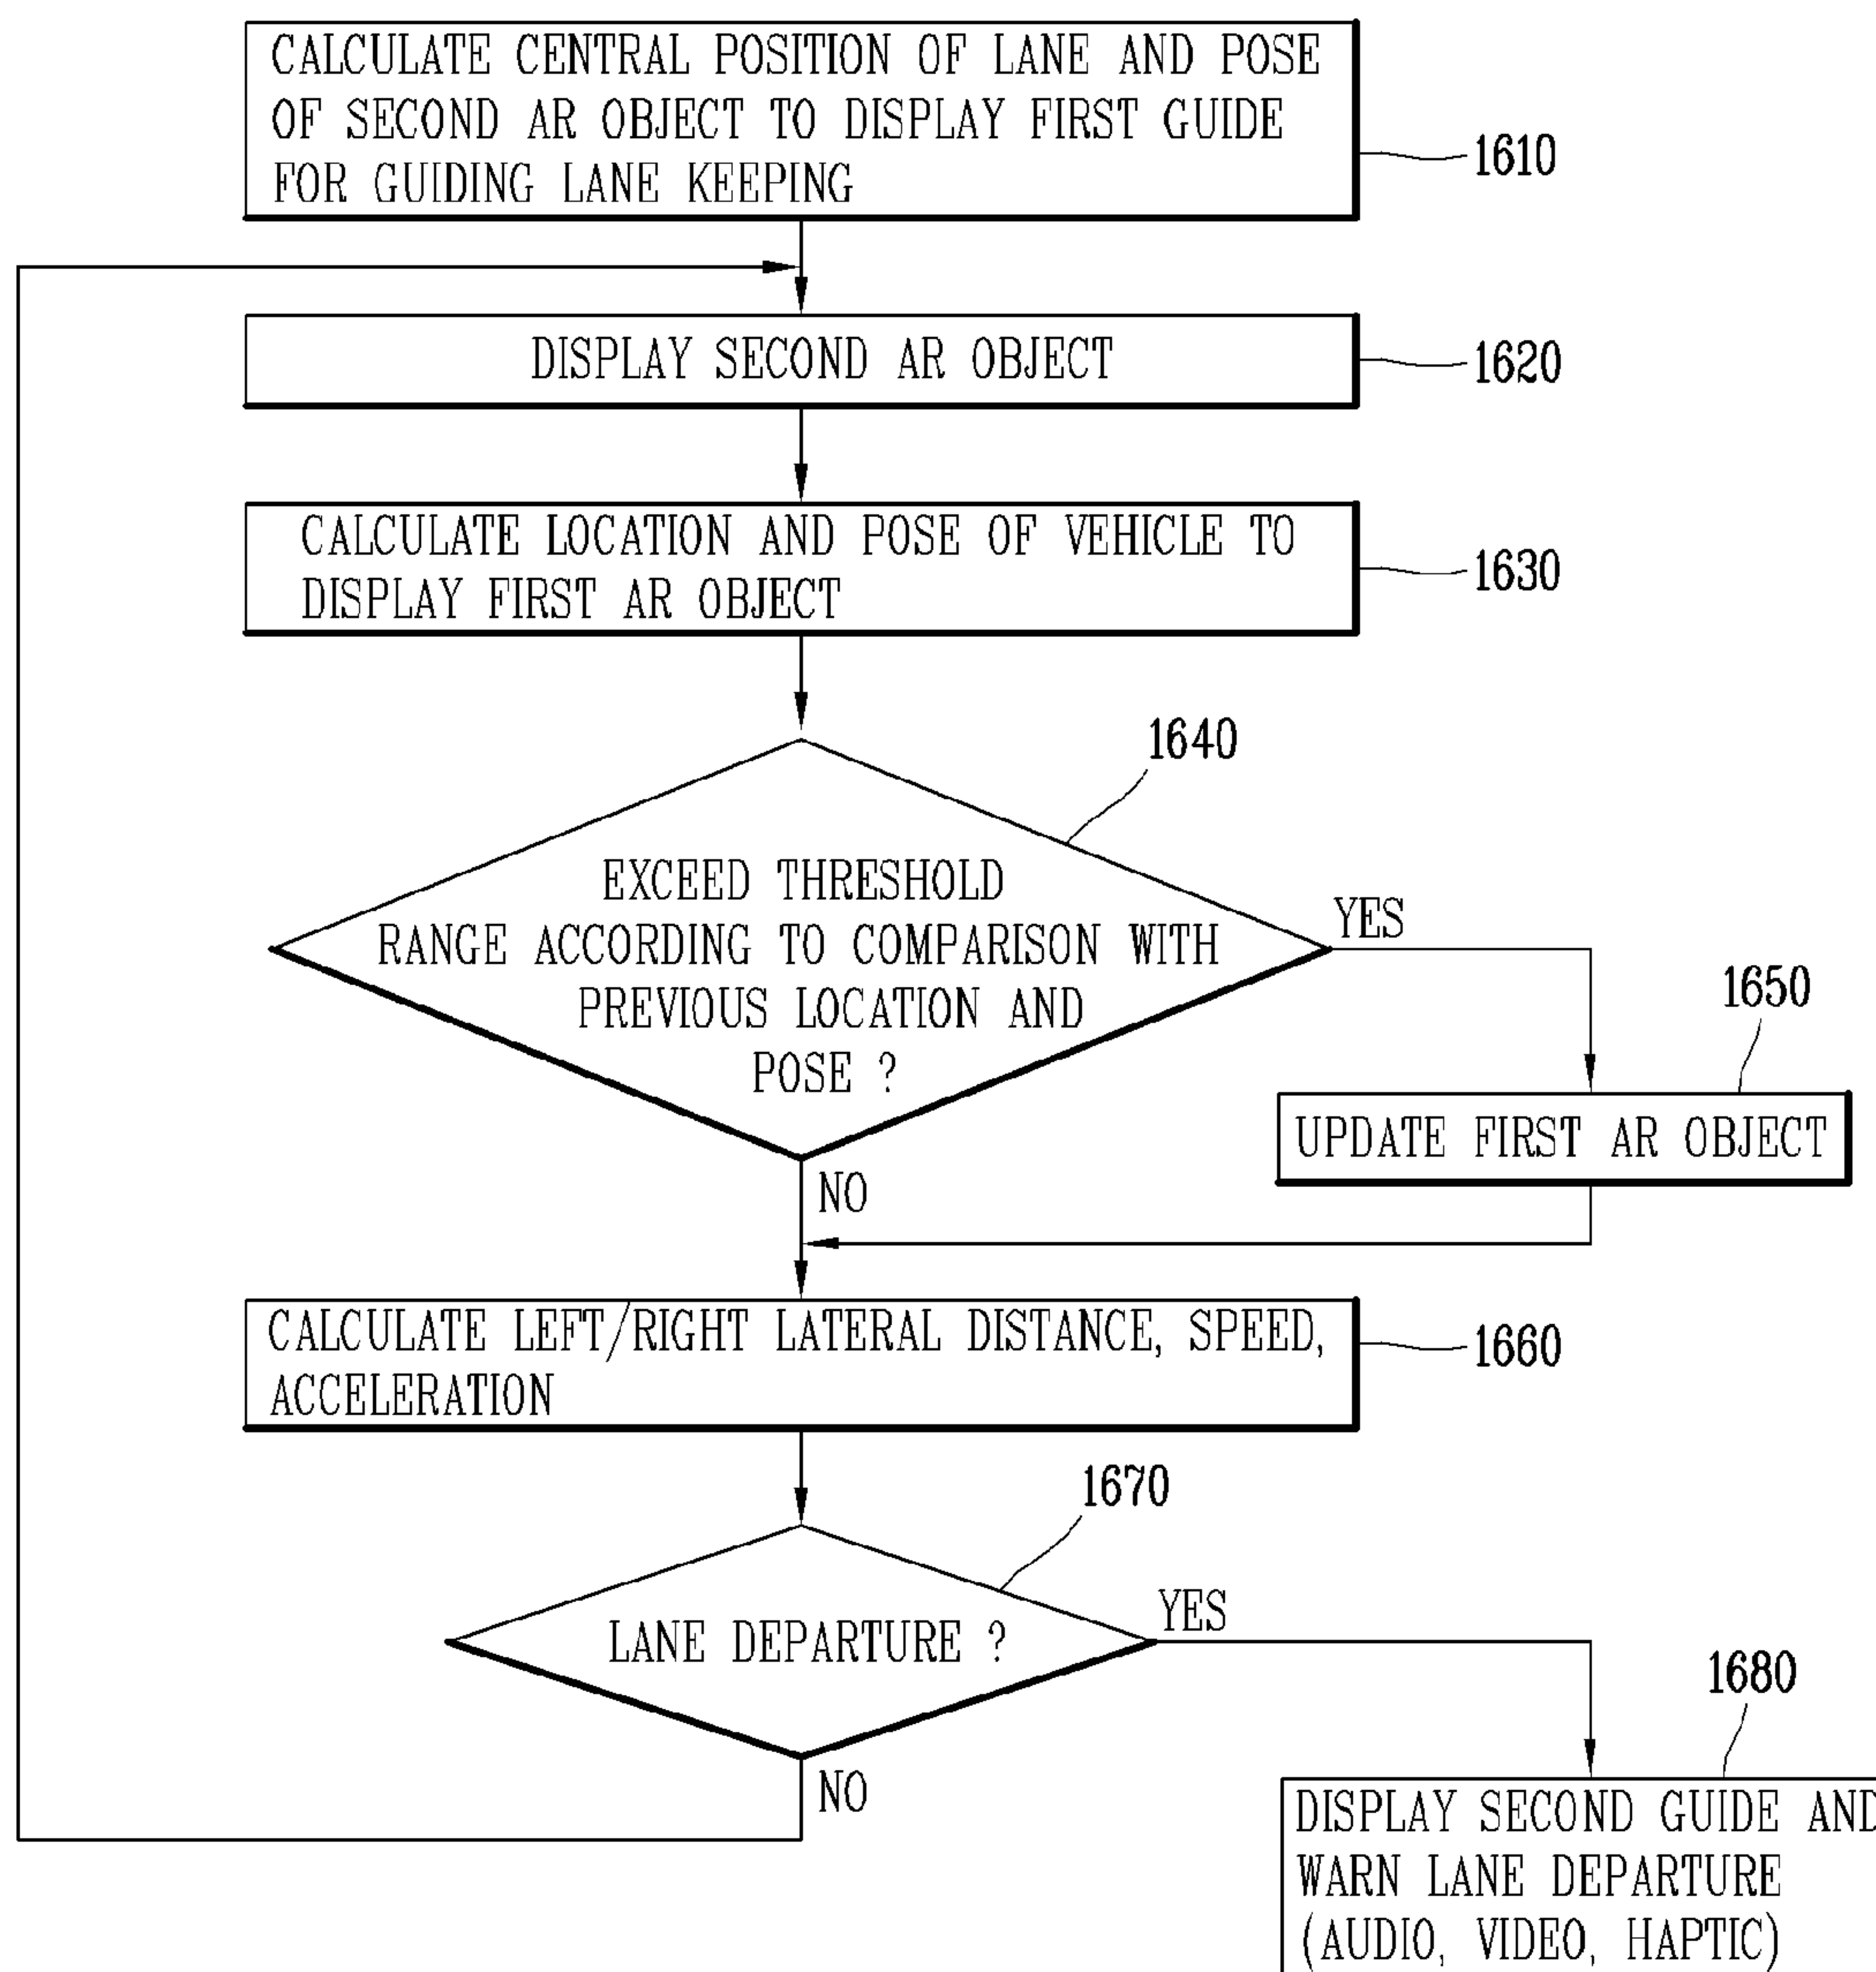 CALCULATE CENTRAL POSITION OF LANE AND POSE
OF SECOND AR OBJECT TO DISPLAY FIRST GUIDE
FOR GUIDING LANE KEEPING
1610
DISPLAY SECOND AR OBJECT
1620
CALCULATE LOCATION AND POSE OF VEHICLE TO
DISPLAY FIRST AR OBJECT
1630
1640
EXCEED THRESHOLD
RANGE ACCORDING TO COMPARISON WITH
PREVIOUS LOCATION AND
POSE ?
YES
1650
UPDATE FIRST AR OBJECT
NO
CALCULATE LEFT/RIGHT LATERAL DISTANCE, SPEED,
ACCELERATION
1660
1670
LANE DEPARTURE ?
YES
1680
NO
DISPLAY SECOND GUIDE AND
WARN LANE DEPARTURE
(AUDIO, VIDEO, HAPTIC)